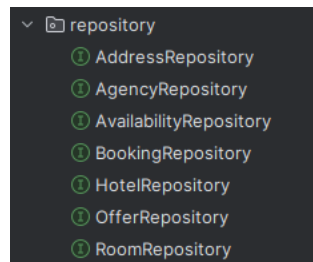 repository
AddressRepository
AgencyRepository
AvailabilityRepository
BookingRepository
HotelRepository
OfferRepository
RoomRepository